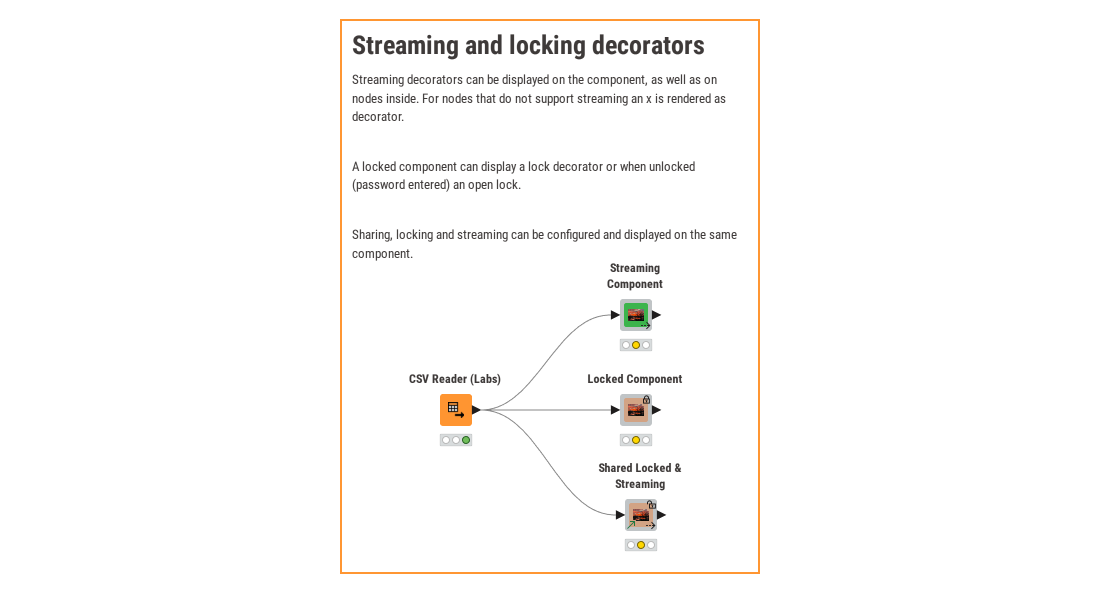 Streaming and locking decorators
Streaming decorators can be displayed on the component, as well as on
nodes inside. For nodes that do not support streaming an x is rendered as
decorator.
A locked component can display a lock decorator or when unlocked
(password entered) an open lock.
Sharing, locking and streaming can be configured and displayed on the same
component.
Streaming
Component
CSV Reader (Labs)
Locked Component
Shared Locked &
Streaming